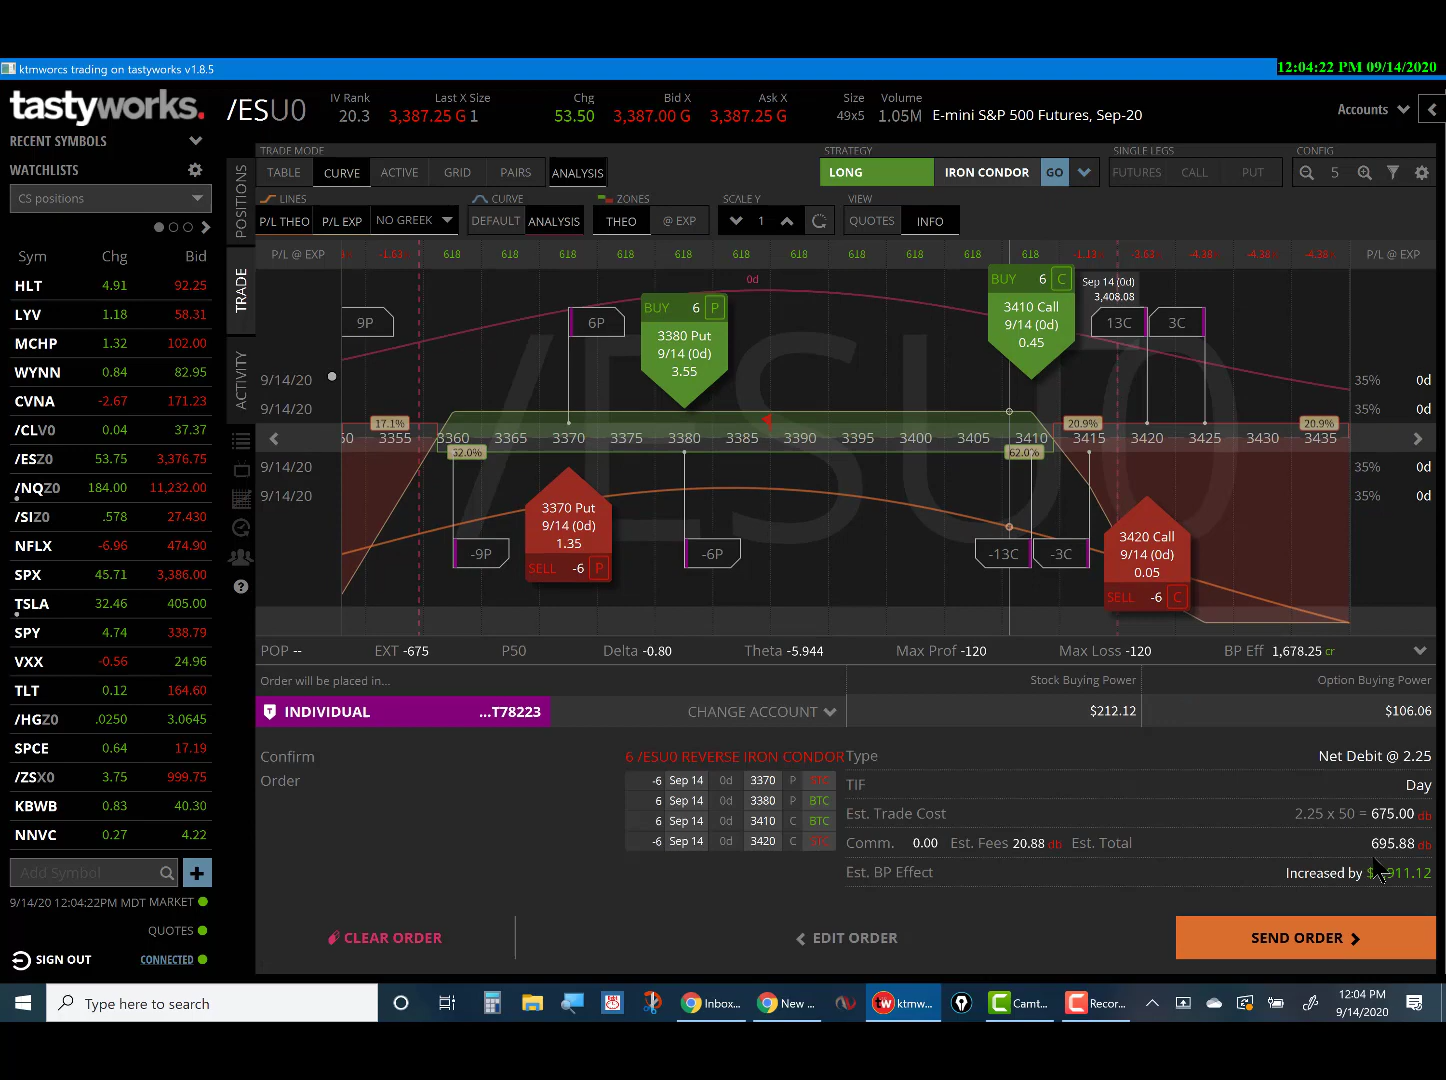 ktmworcs trading on tastyworks v1.8.5
12:04:22 PM 09/14/2020
tastyworks.
/ESU0
IV Rank
20.3
Last X Size
3,387.25 G 1
Chg
53.50
Bid X
3,387.00 G
Ask X
3,387.25 G
Size
49x5
Volume
1.05M
E-mini S&P 500 Futures, Sep-20
Accounts
RECENT SYMBOLS
WATCHLISTS
CS positions
Sym Chg Bid
HLT 4.91 92.25
LYV 1.18 58.31
MCHP 1.32 102.00
WYNN 0.84 82.95
CVNA -2.67 171.23
/CLV0 0.04 37.37
/ESZ0 53.75 3,376.75
/NQZ0 184.00 11,232.00
/SIZ0 .578 27.430
NFLX -6.96 474.90
SPX 45.71 3,386.00
TSLA 32.46 405.00
SPY 4.74 338.79
VXX -0.56 24.96
TLT 0.12 164.60
/HGZ0 .0250 3.0645
SPCE 0.64 17.19
/ZSX0 3.75 999.75
KBWB 0.83 40.30
NNVC 0.27 4.22
Add Symbol
9/14/20 12:04:22PM MDT MARKET
QUOTES
SIGN OUT CONNECTED
POSITIONS
TRADE
ACTIVITY
TRADE MODE
TABLE CURVE ACTIVE GRID PAIRS ANALYSIS
STRATEGY
LONG IRON CONDOR GO
SINGLE LEGS
FUTURES CALL PUT
CONFIG
5
LINES
P/L THEO P/L EXP NO GREEK
CURVE
DEFAULT ANALYSIS
ZONES
THEO @ EXP
SCALE Y
1
VIEW
QUOTES INFO
P/L @ EXP -1.63 618 618 618 618 618 618 618 618 618 618 618 -1.13 -3.63 -4.38 -4.38 -4.38 P/L @ EXP
0d
9P
6P
BUY 6 P
3380 Put
9/14 (0d)
3.55
BUY 6 C
3410 Call
9/14 (0d)
0.45
Sep 14 (0d)
3,408.08
13C
3C
9/14/20 35% 0d
9/14/20 35% 0d
17.1% 20.9% 20.9%
3355 3360 3365 3370 3375 3380 3385 3390 3395 3400 3405 3410 3415 3420 3425 3430 3435
32.0% 62.0%
9/14/20 35% 0d
9/14/20 35% 0d
/ESU0
3370 Put
9/14 (0d)
1.35
SELL -6 P
3420 Call
9/14 (0d)
0.05
SELL -6 C
-9P
-6P
-13C
-3C
POP -- EXT -675 P50 Delta -0.80 Theta -5.944 Max Prof -120 Max Loss -120 BP Eff 1,678.25 cr
Order will be placed in... Stock Buying Power Option Buying Power
INDIVIDUAL ...T78223 CHANGE ACCOUNT $212.12 $106.06
Confirm
Order
6 /ESU0 REVERSE IRON CONDOR
-6 Sep 14 0d 3370 P STC
6 Sep 14 0d 3380 P BTC
6 Sep 14 0d 3410 C BTC
-6 Sep 14 0d 3420 C STC
Type Net Debit @ 2.25
TIF Day
Est. Trade Cost 2.25 x 50 = 675.00 db
Comm. 0.00 Est. Fees 20.88 db Est. Total 695.88 db
Est. BP Effect Increased by
CLEAR ORDER
EDIT ORDER
SEND ORDER
Type here to search
Inbox...
New ...
ktmw...
Camt...
Recor...
12:04 PM
9/14/2020